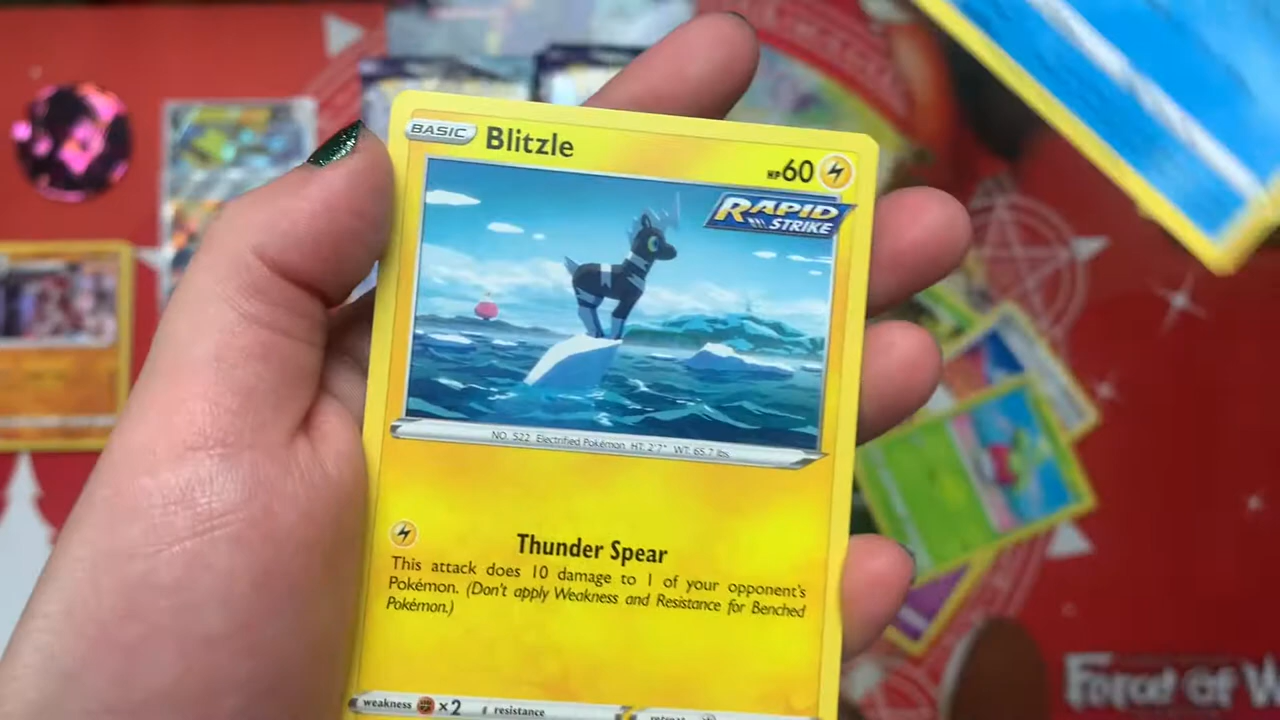 BASIC Blitzle HP 60
RAPID
STRIKE
NO. 522 Electrified Pokémon HT: 2'7" WT: 65.7 lbs.
Thunder Spear
This attack does 10 damage to 1 of your opponent's
Pokémon. (Don't apply Weakness and Resistance for Benched
Pokémon.)
weakness ×2 resistance retreat
Force of W